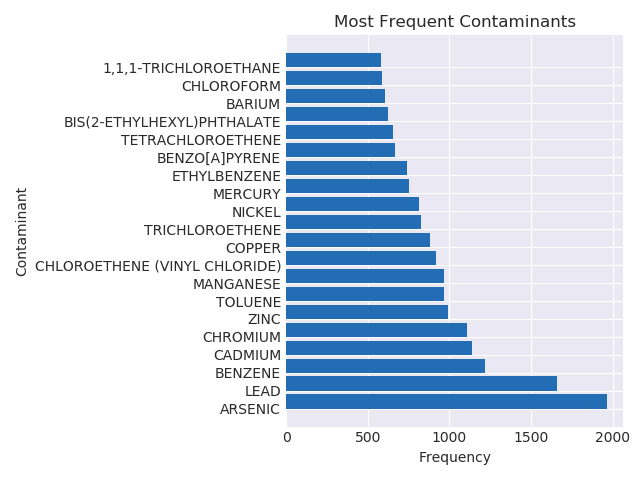 Most Frequent Contaminants
1,1,1-TRICHLOROETHANE
CHLOROFORM
BARIUM
BIS(2-ETHYLHEXYL)PHTHALATE
TETRACHLOROETHENE
BENZO[A]PYRENE
ETHYLBENZENE
MERCURY
NICKEL
TRICHLOROETHENE
COPPER
CHLOROETHENE (VINYL CHLORIDE)
MANGANESE
TOLUENE
ZINC
CHROMIUM
CADMIUM
BENZENE
LEAD
ARSENIC
Contaminant
0 500 1000 1500 2000
Frequency